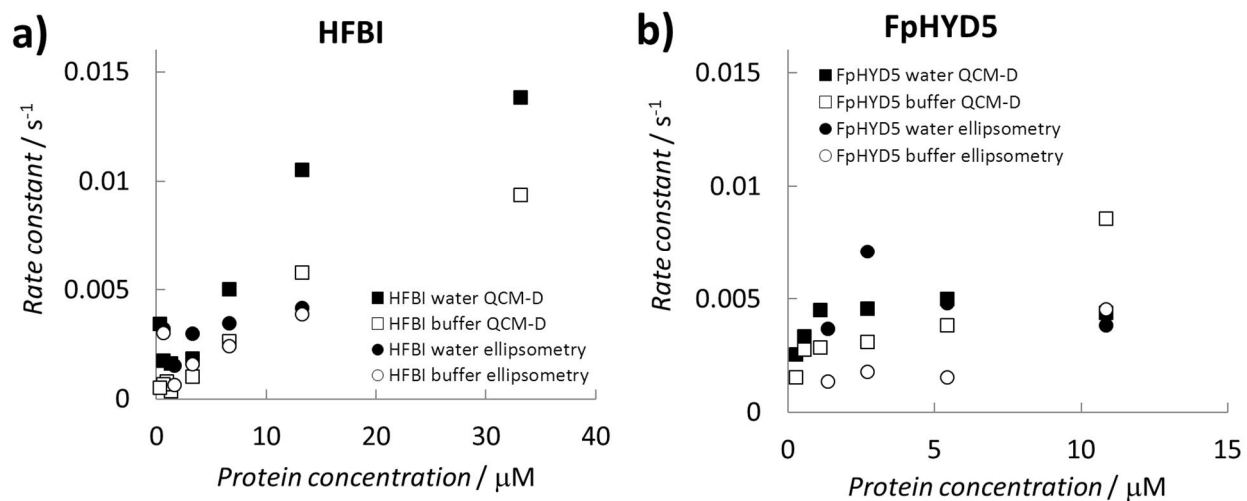 a)
HFBI
0.015
0.01
0.005
0
Rate constant / s-1
HFBI water QCM-D
HFBI buffer QCM-D
HFBI water ellipsometry
HFBI buffer ellipsometry
0 10 20 30 40
Protein concentration / μM
b)
FpHYD5
0.015
0.01
0.005
0
Rate constant / s-1
FpHYD5 water QCM-D
FpHYD5 buffer QCM-D
FpHYD5 water ellipsometry
FpHYD5 buffer ellipsometry
0 5 10 15
Protein concentration / μM